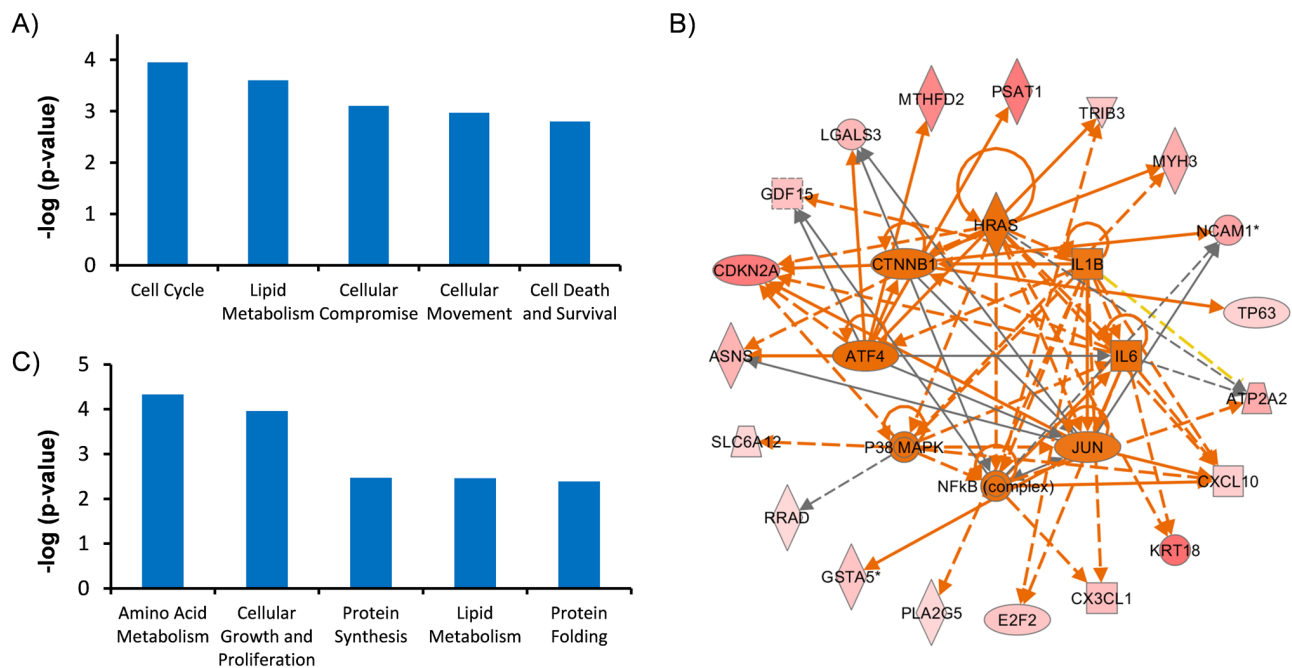 A)
-log (p-value)
4
3
2
1
0
Cell Cycle
Lipid
Metabolism
Cellular
Compromise
Cellular
Movement
Cell Death
and Survival
B)
MTHFD2
PSAT1
TRIB3
LGALS3
MYH3
GDF15
HRAS
NCAM1*
CDKN2A
CTNNB1
IL1B
TP63
ASNS
ATF4
IL6
ATP2A2
SLC6A12
P38 MAPK
JUN
NFkB (complex)
CXCL10
RRAD
KRT18
GSTA5*
PLA2G5
E2F2
CX3CL1
C)
-log (p-value)
5
4
3
2
1
0
Amino Acid
Metabolism
Cellular
Growth and
Proliferation
Protein
Synthesis
Lipid
Metabolism
Protein
Folding